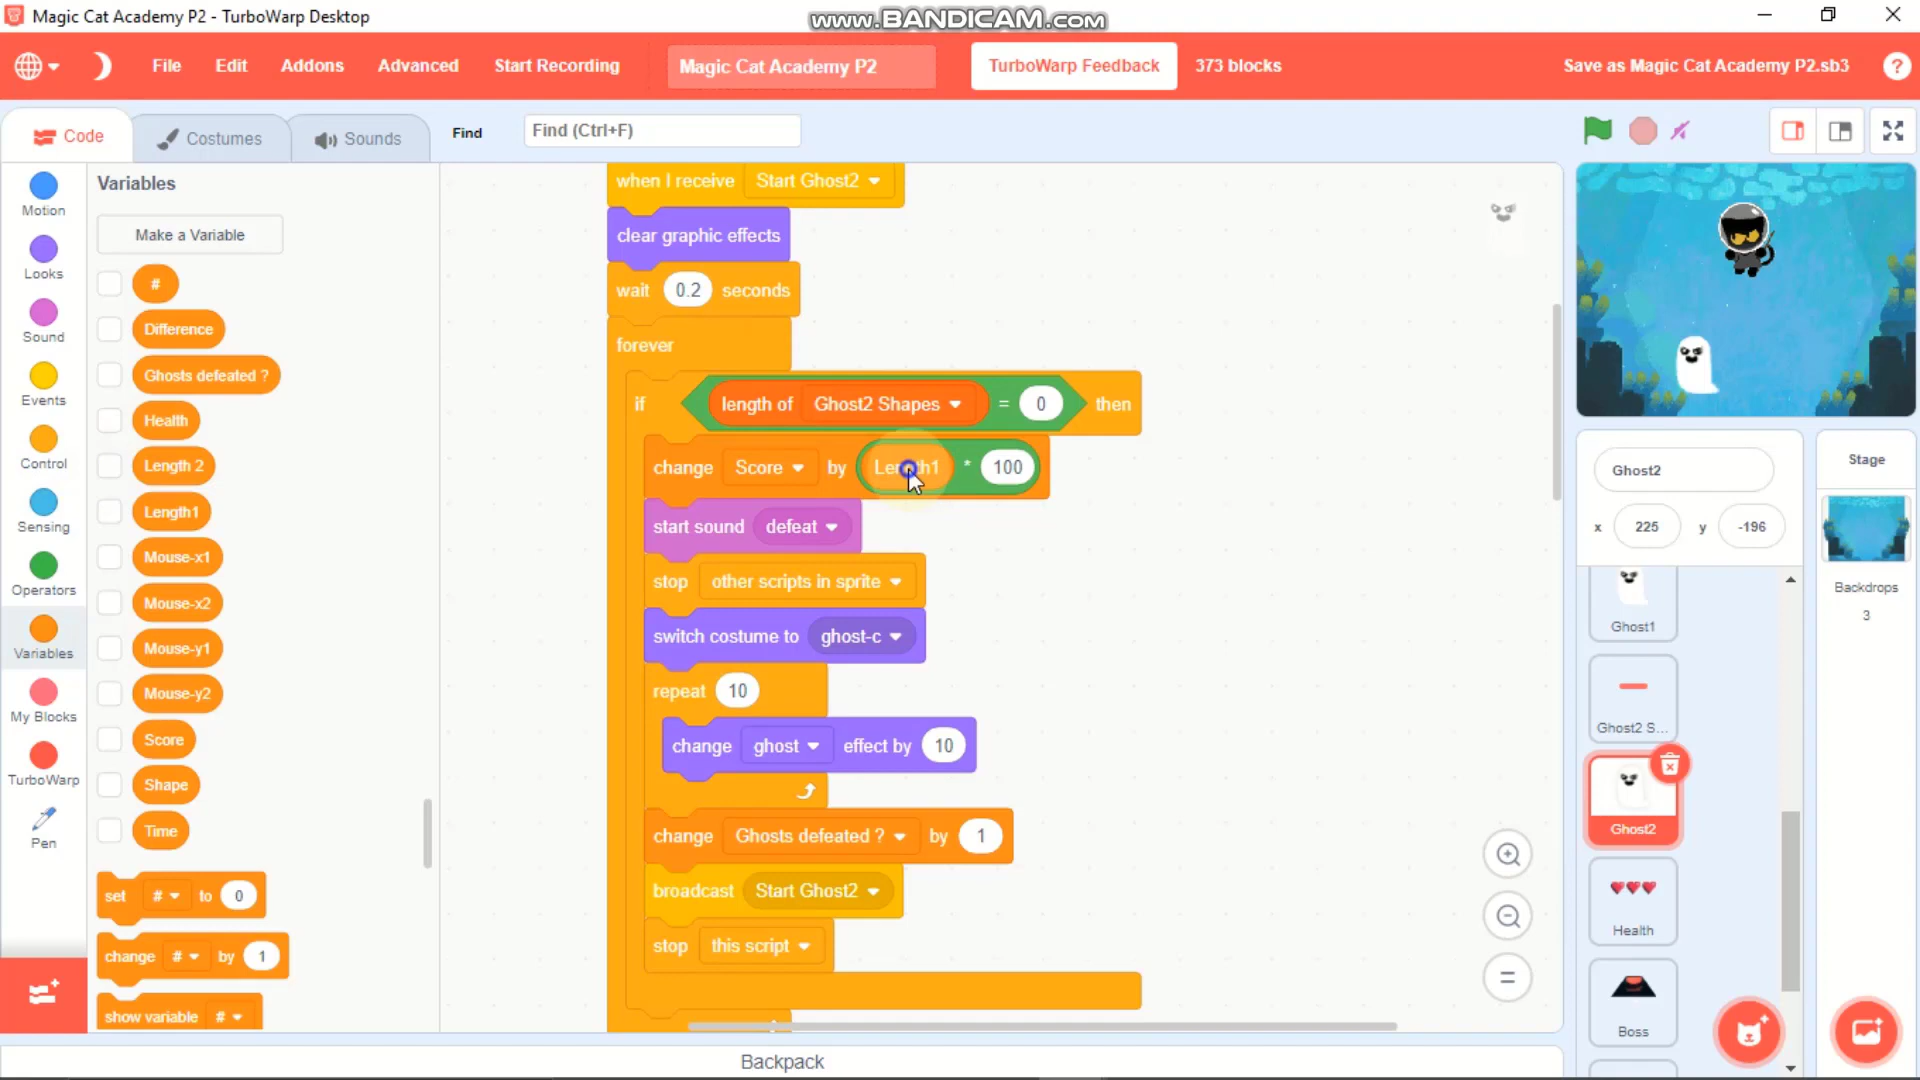 Magic Cat Academy P2 - TurboWarp Desktop
www.BANDICAM.com
File Edit Addons Advanced Start Recording Magic Cat Academy P2 TurboWarp Feedback 373 blocks Save as Magic Cat Academy P2.sb3 ?
Code Costumes Sounds Find Find (Ctrl+F)
Motion
Looks
Sound
Events
Control
Sensing
Operators
Variables
My Blocks
TurboWarp
Pen
Variables
Make a Variable
#
Difference
Ghosts defeated ?
Health
Length 2
Length1
Mouse-x1
Mouse-x2
Mouse-y1
Mouse-y2
Score
Shape
Time
set # to 0
change # by 1
show variable #
when I receive Start Ghost2
clear graphic effects
wait 0.2 seconds
forever
if length of Ghost2 Shapes = 0 then
change Score by Length1 * 100
start sound defeat
stop other scripts in sprite
switch costume to ghost-c
repeat 10
change ghost effect by 10
change Ghosts defeated ? by 1
broadcast Start Ghost2
stop this script
Backpack
Ghost2
x 225 y -196
Ghost1
Ghost2 S...
Ghost2
Health
Boss
Stage
Backdrops
3